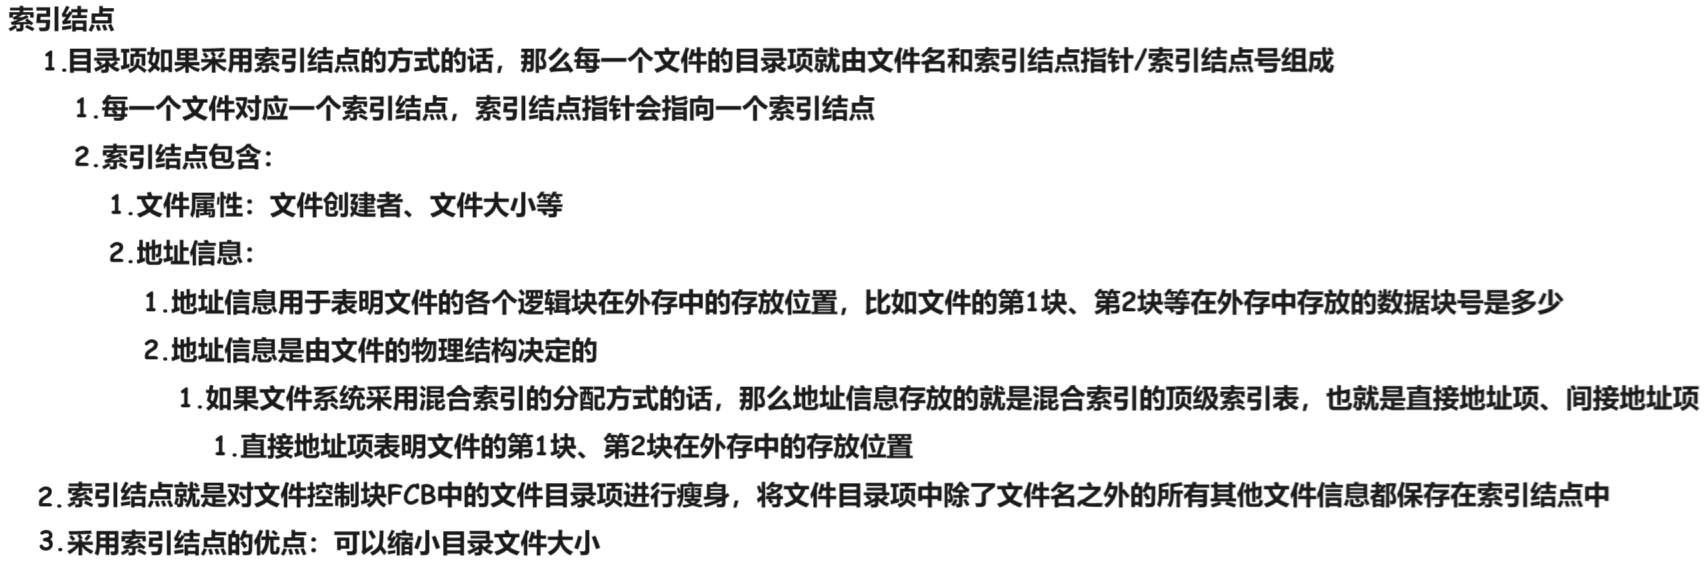 索引结点
1.目录项如果采用索引结点的方式的话，那么每一个文件的目录项就由文件名和索引结点指针/索引结点号组成
1.每一个文件对应一个索引结点，索引结点指针会指向一个索引结点
2.索引结点包含：
1.文件属性：文件创建者、文件大小等
2.地址信息：
1.地址信息用于表明文件的各个逻辑块在外存中的存放位置，比如文件的第1块、第2块等在外存中存放的数据块号是多少
2.地址信息是由文件的物理结构决定的
1.如果文件系统采用混合索引的分配方式的话，那么地址信息存放的就是混合索引的顶级索引表，也就是直接地址项、间接地址项
1.直接地址项表明文件的第1块、第2块在外存中的存放位置
2.索引结点就是对文件控制块FCB中的文件目录项进行瘦身，将文件目录项中除了文件名之外的所有其他文件信息都保存在索引结点中
3.采用索引结点的优点：可以缩小目录文件大小